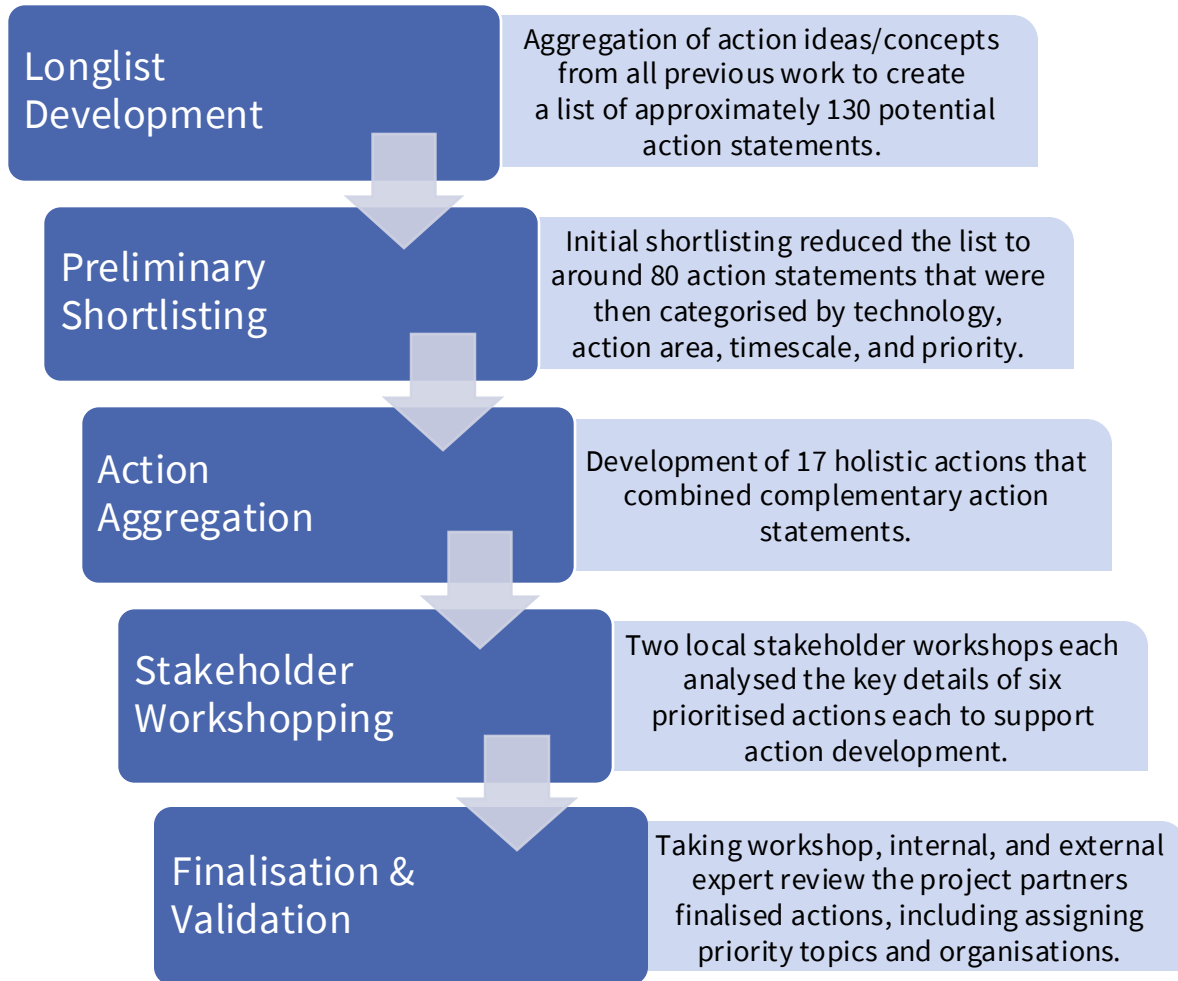 Longlist
Development
Aggregation of action ideas/concepts
from all previous work to create
a list of approximately 130 potential
action statements.
Preliminary
Shortlisting
Initial shortlisting reduced the list to
around 80 action statements that were
then categorised by technology,
action area, timescale, and priority.
Action
Aggregation
Development of 17 holistic actions that
combined complementary action
statements.
Stakeholder
Workshopping
Two local stakeholder workshops each
analysed the key details of six
prioritised actions each to support
action development.
Finalisation &
Validation
Taking workshop, internal, and external
expert review the project partners
finalised actions, including assigning
priority topics and organisations.